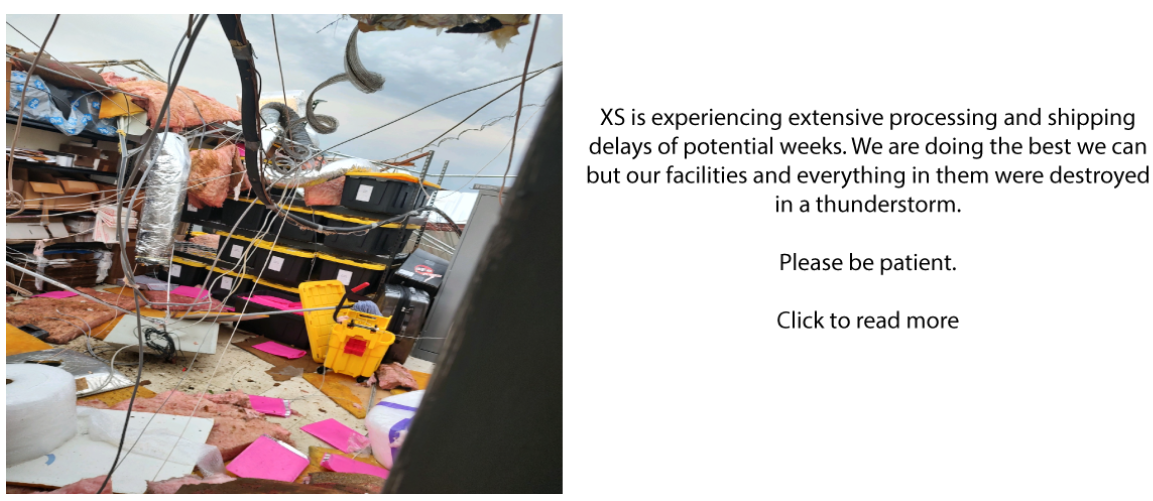 XS is experiencing extensive processing and shipping
delays of potential weeks. We are doing the best we can
but our facilities and everything in them were destroyed
in a thunderstorm.
Please be patient.
Click to read more